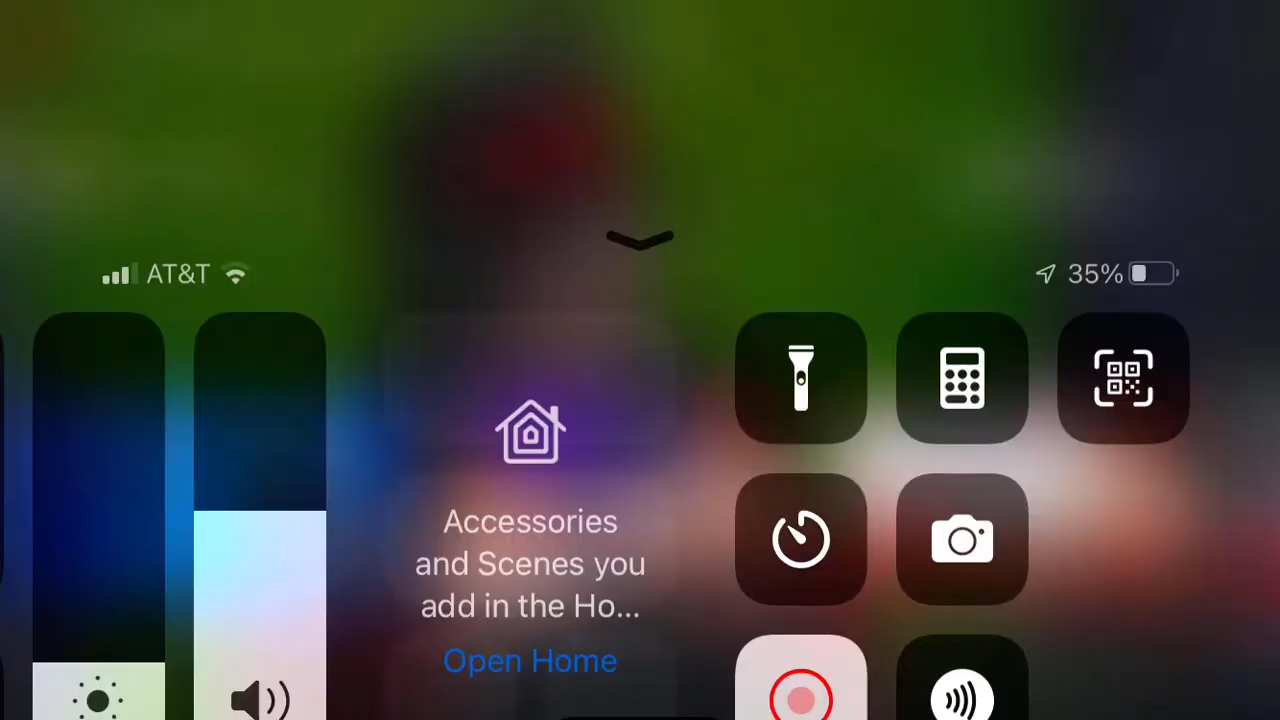 AT&T
35%
Accessories
and Scenes you
add in the Ho...
Open Home